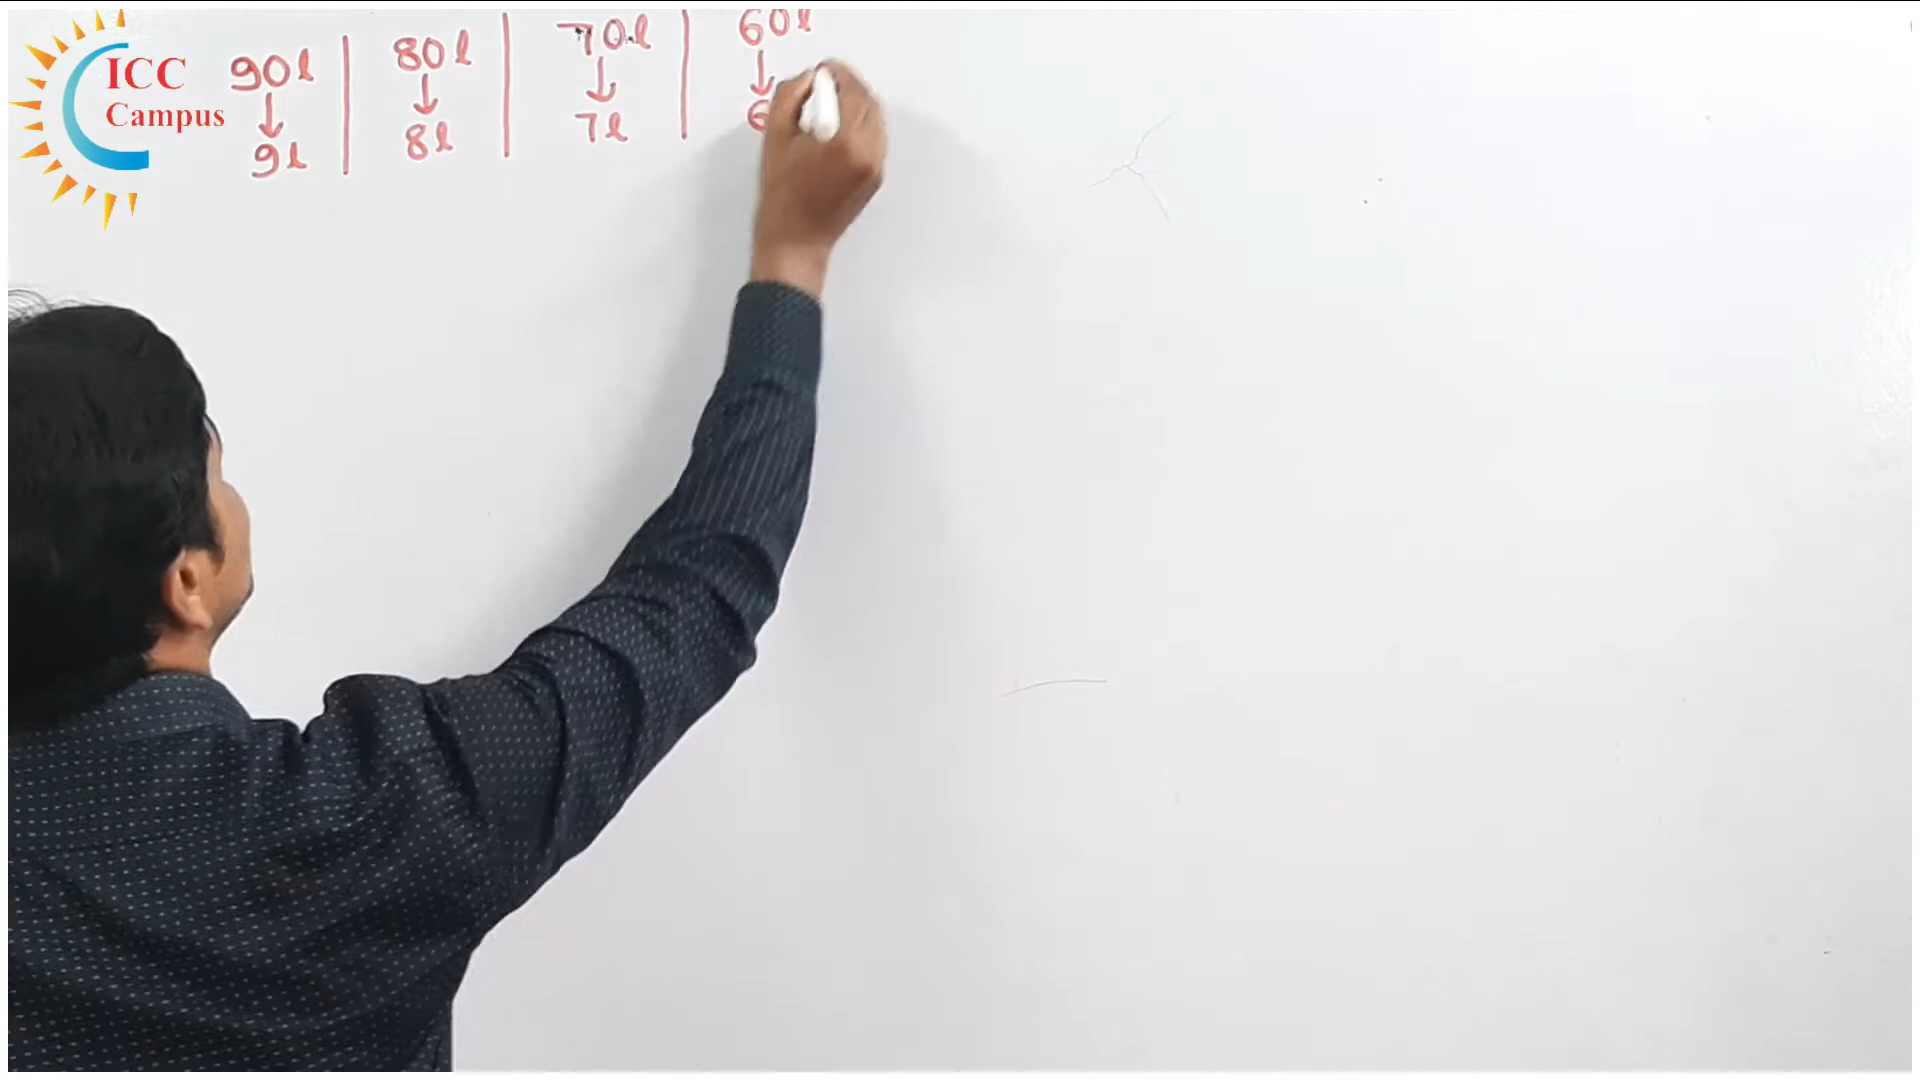 ICC
Campus
90l | 80l | 70l | 60l
↓ ↓ ↓ ↓
9l | 8l | 7l | 6